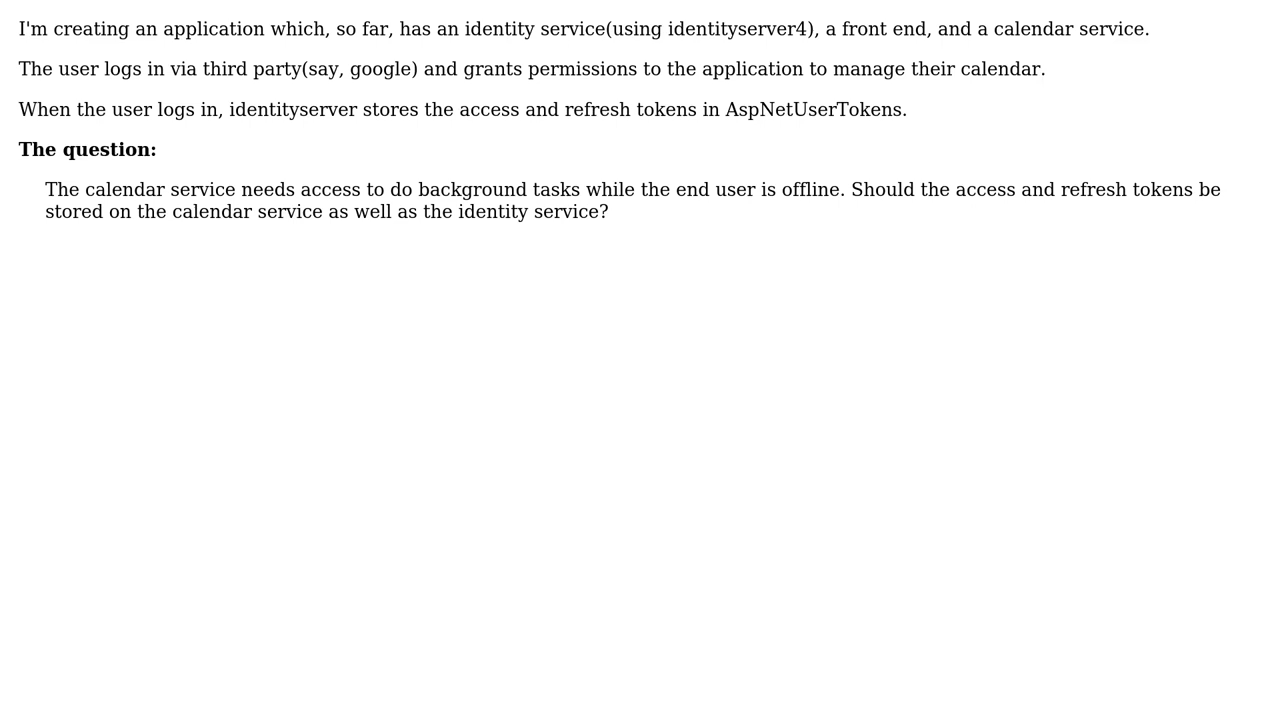 I'm creating an application which, so far, has an identity service(using identityserver4), a front end, and a calendar service.
The user logs in via third party(say, google) and grants permissions to the application to manage their calendar.
When the user logs in, identityserver stores the access and refresh tokens in AspNetUserTokens.
The question:
The calendar service needs access to do background tasks while the end user is offline. Should the access and refresh tokens be
stored on the calendar service as well as the identity service?